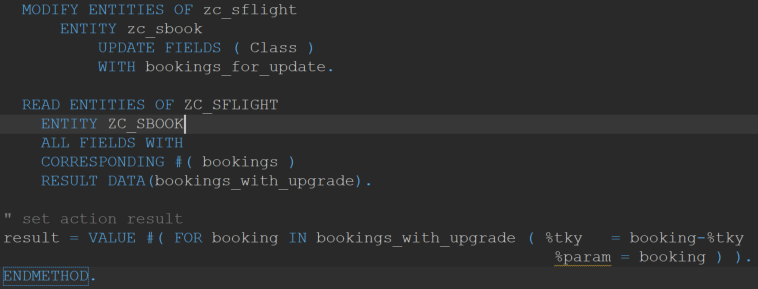 MODIFY ENTITIES OF zc_sflight
ENTITY zc_sbook
UPDATE FIELDS ( Class )
WITH bookings_for_update.
READ ENTITIES OF ZC_SFLIGHT
ENTITY ZC_SBOOK
ALL FIELDS WITH
CORRESPONDING #( bookings )
RESULT DATA(bookings_with_upgrade).
" set action result
result = VALUE #( FOR booking IN bookings_with_upgrade ( %tky   = booking-%tky
%param = booking ) ).
ENDMETHOD.